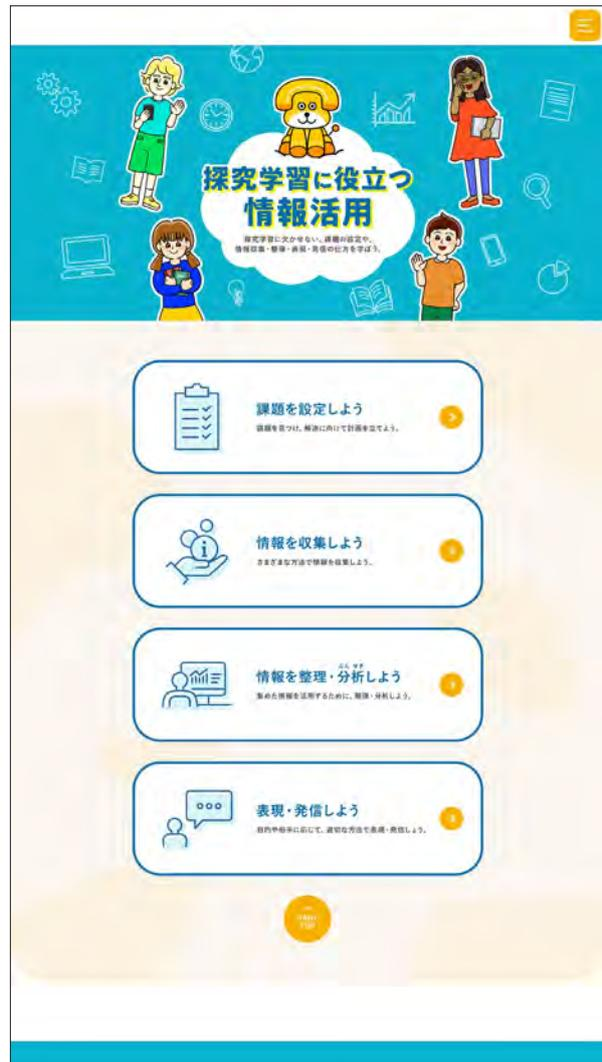 探究学習に役立つ
情報活用
探究学習に欠かせない、課題の設定や、
情報収集・整理・表現・発信の仕方を学ぼう。
課題を設定しよう
課題を見つけ、解決に向けて計画を立てよう。
情報を収集しよう
さまざまな方法で情報を収集しよう。
情報を整理・分析しよう
集めた情報を活用するために、整理・分析しよう。
表現・発信しよう
目的や相手に応じて、適切な方法で表現・発信しよう。
TOP